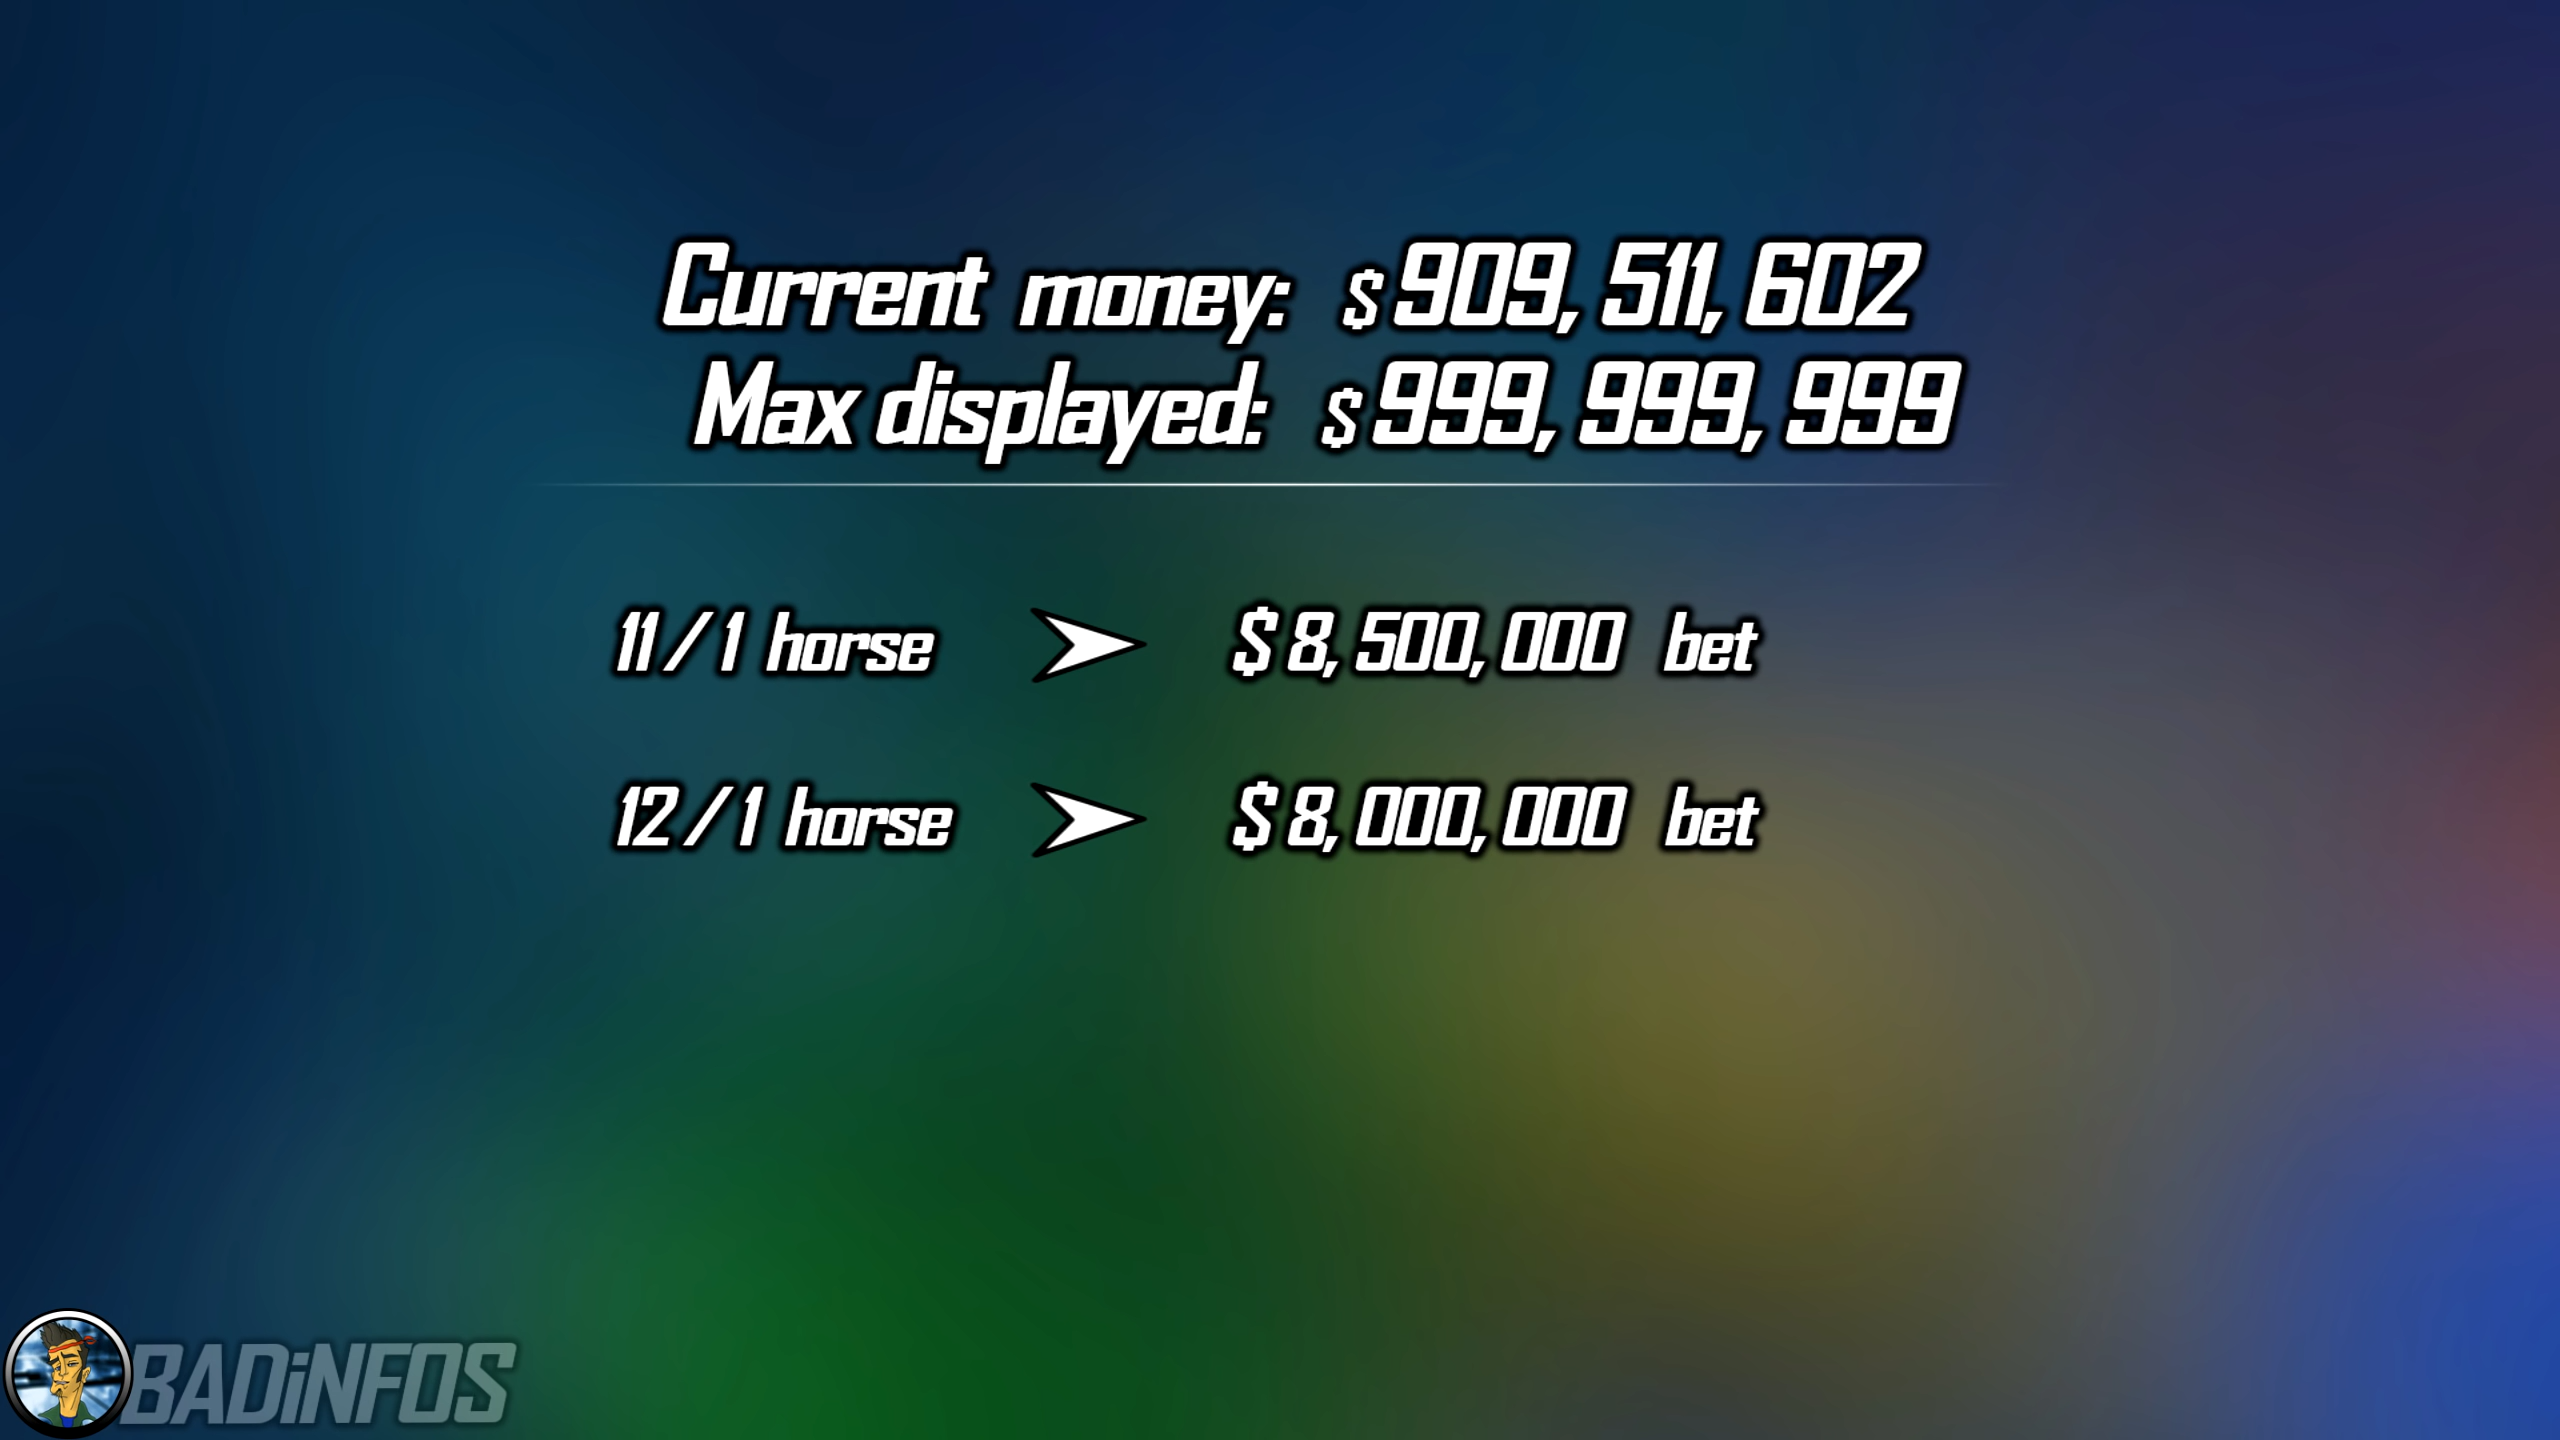 Current money: $909, 511, 602
Max displayed: $999, 999, 999
11/1 horse $8, 500, 000 bet
12/1 horse $8, 000, 000 bet
BADiNFOS